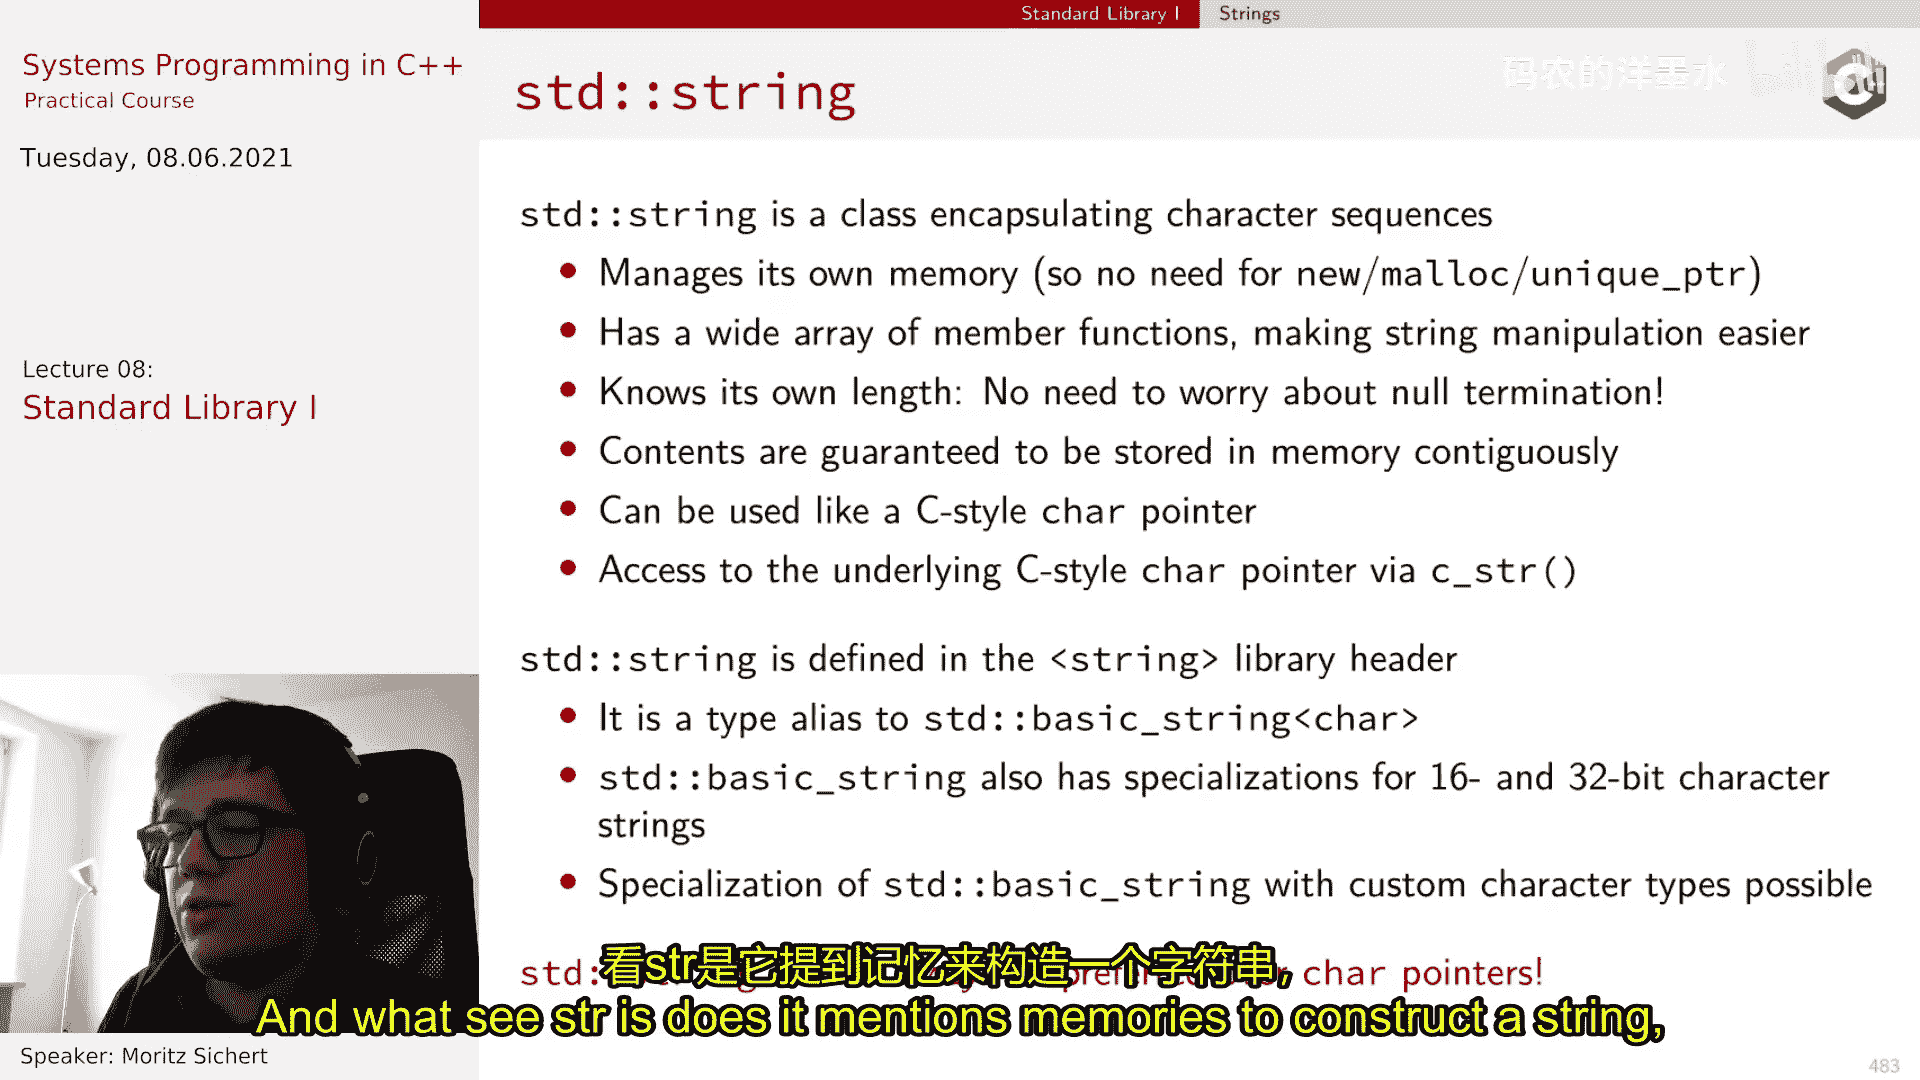 Standard Library I Strings
Systems Programming in C++
Practical Course
Tuesday, 08.06.2021
Lecture 08:
Standard Library I
std::string
码农的洋墨水
std::string is a class encapsulating character sequences
Manages its own memory (so no need for new/malloc/unique_ptr)
Has a wide array of member functions, making string manipulation easier
Knows its own length: No need to worry about null termination!
Contents are guaranteed to be stored in memory contiguously
Can be used like a C-style char pointer
Access to the underlying C-style char pointer via c_str()
std::string is defined in the <string> library header
It is a type alias to std::basic_string<char>
std::basic_string also has specializations for 16- and 32-bit character
strings
Specialization of std::basic_string with custom character types possible
char pointers!
看str是它提到记忆来构造一个字符串,
And what see str is does it mentions memories to construct a string,
Speaker: Moritz Sichert
483